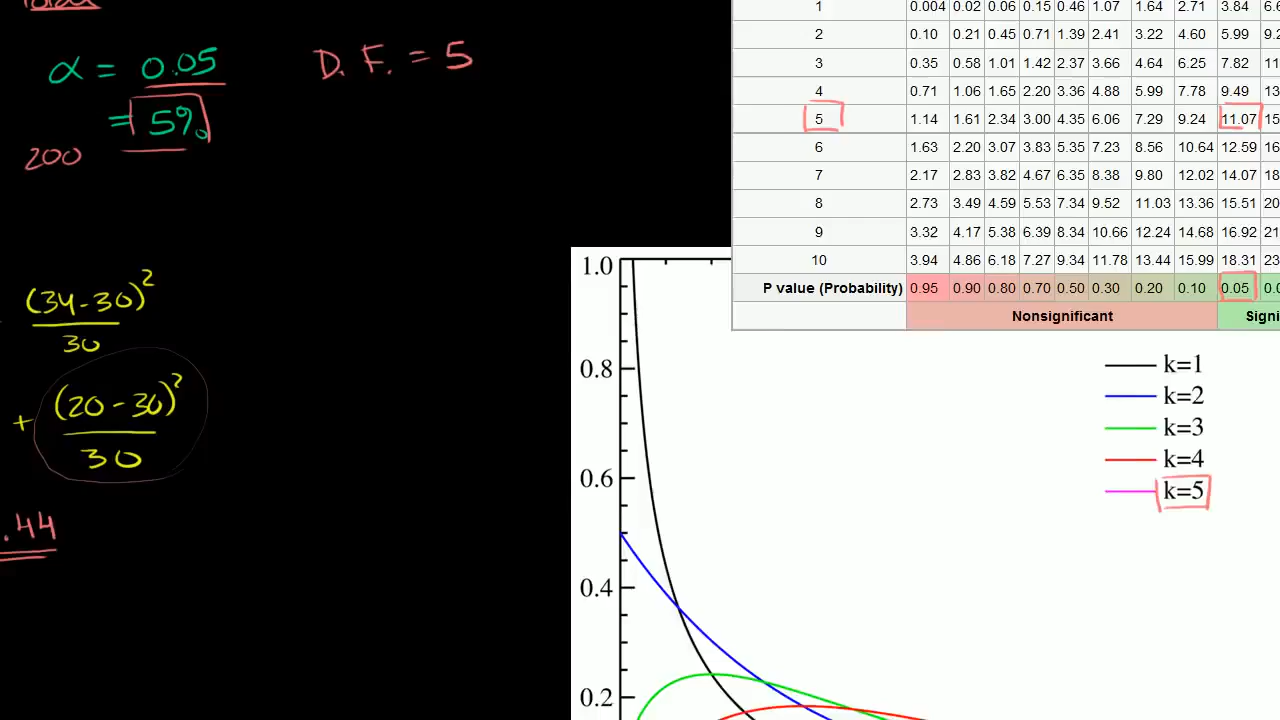 α = 0.05
= 5%
D. F. = 5
200
(34-30)²
30
+ (20-30)²
30
.44
1 0.004 0.02 0.06 0.15 0.46 1.07 1.64 2.71 3.84
2 0.10 0.21 0.45 0.71 1.39 2.41 3.22 4.60 5.99
3 0.35 0.58 1.01 1.42 2.37 3.66 4.64 6.25 7.82
4 0.71 1.06 1.65 2.20 3.36 4.88 5.99 7.78 9.49
5 1.14 1.61 2.34 3.00 4.35 6.06 7.29 9.24 11.07
6 1.63 2.20 3.07 3.83 5.35 7.23 8.56 10.64 12.59
7 2.17 2.83 3.82 4.67 6.35 8.38 9.80 12.02 14.07
8 2.73 3.49 4.59 5.53 7.34 9.52 11.03 13.36 15.51
9 3.32 4.17 5.38 6.39 8.34 10.66 12.24 14.68 16.92
10 3.94 4.86 6.18 7.27 9.34 11.78 13.44 15.99 18.31
P value (Probability) 0.95 0.90 0.80 0.70 0.50 0.30 0.20 0.10 0.05
Nonsignificant
1.0
0.8
0.6
0.4
0.2
k=1
k=2
k=3
k=4
k=5